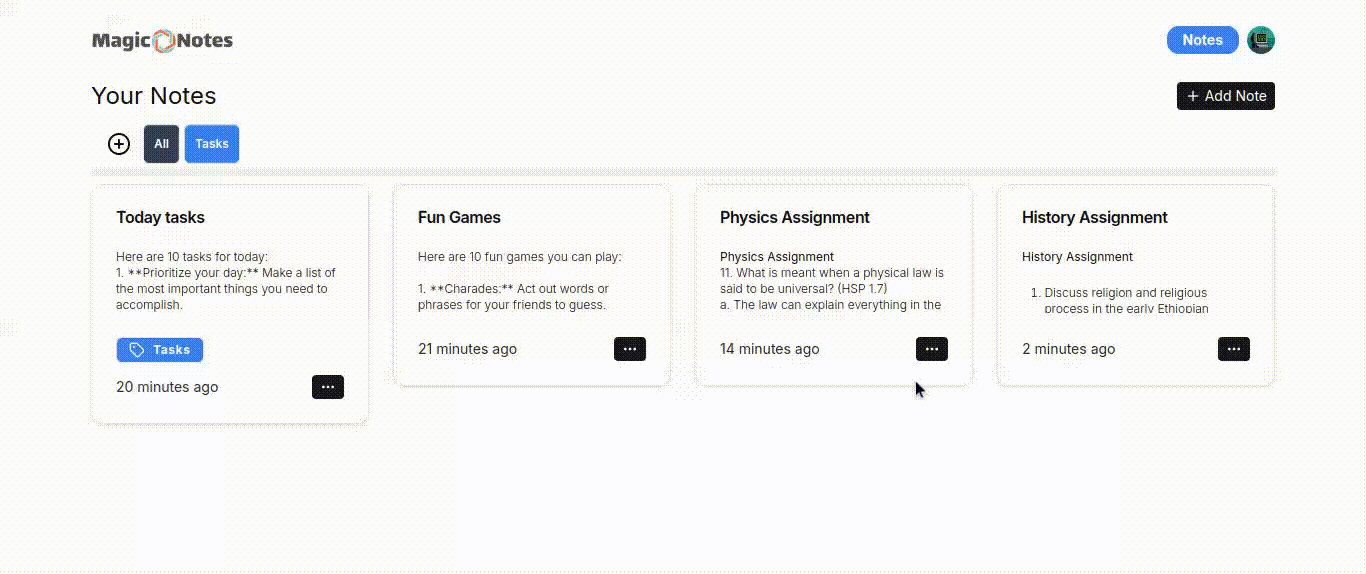 Magic Notes
Notes
Your Notes
+ Add Note
All
Tasks
Today tasks
Here are 10 tasks for today:
1. **Prioritize your day:** Make a list of
the most important things you need to
accomplish.
Tasks
20 minutes ago
Fun Games
Here are 10 fun games you can play:
1. **Charades:** Act out words or
phrases for your friends to guess.
21 minutes ago
Physics Assignment
Physics Assignment
11. What is meant when a physical law is
said to be universal? (HSP 1.7)
a. The law can explain everything in the
14 minutes ago
History Assignment
History Assignment
1. Discuss religion and religious
process in the early Ethiopian
2 minutes ago